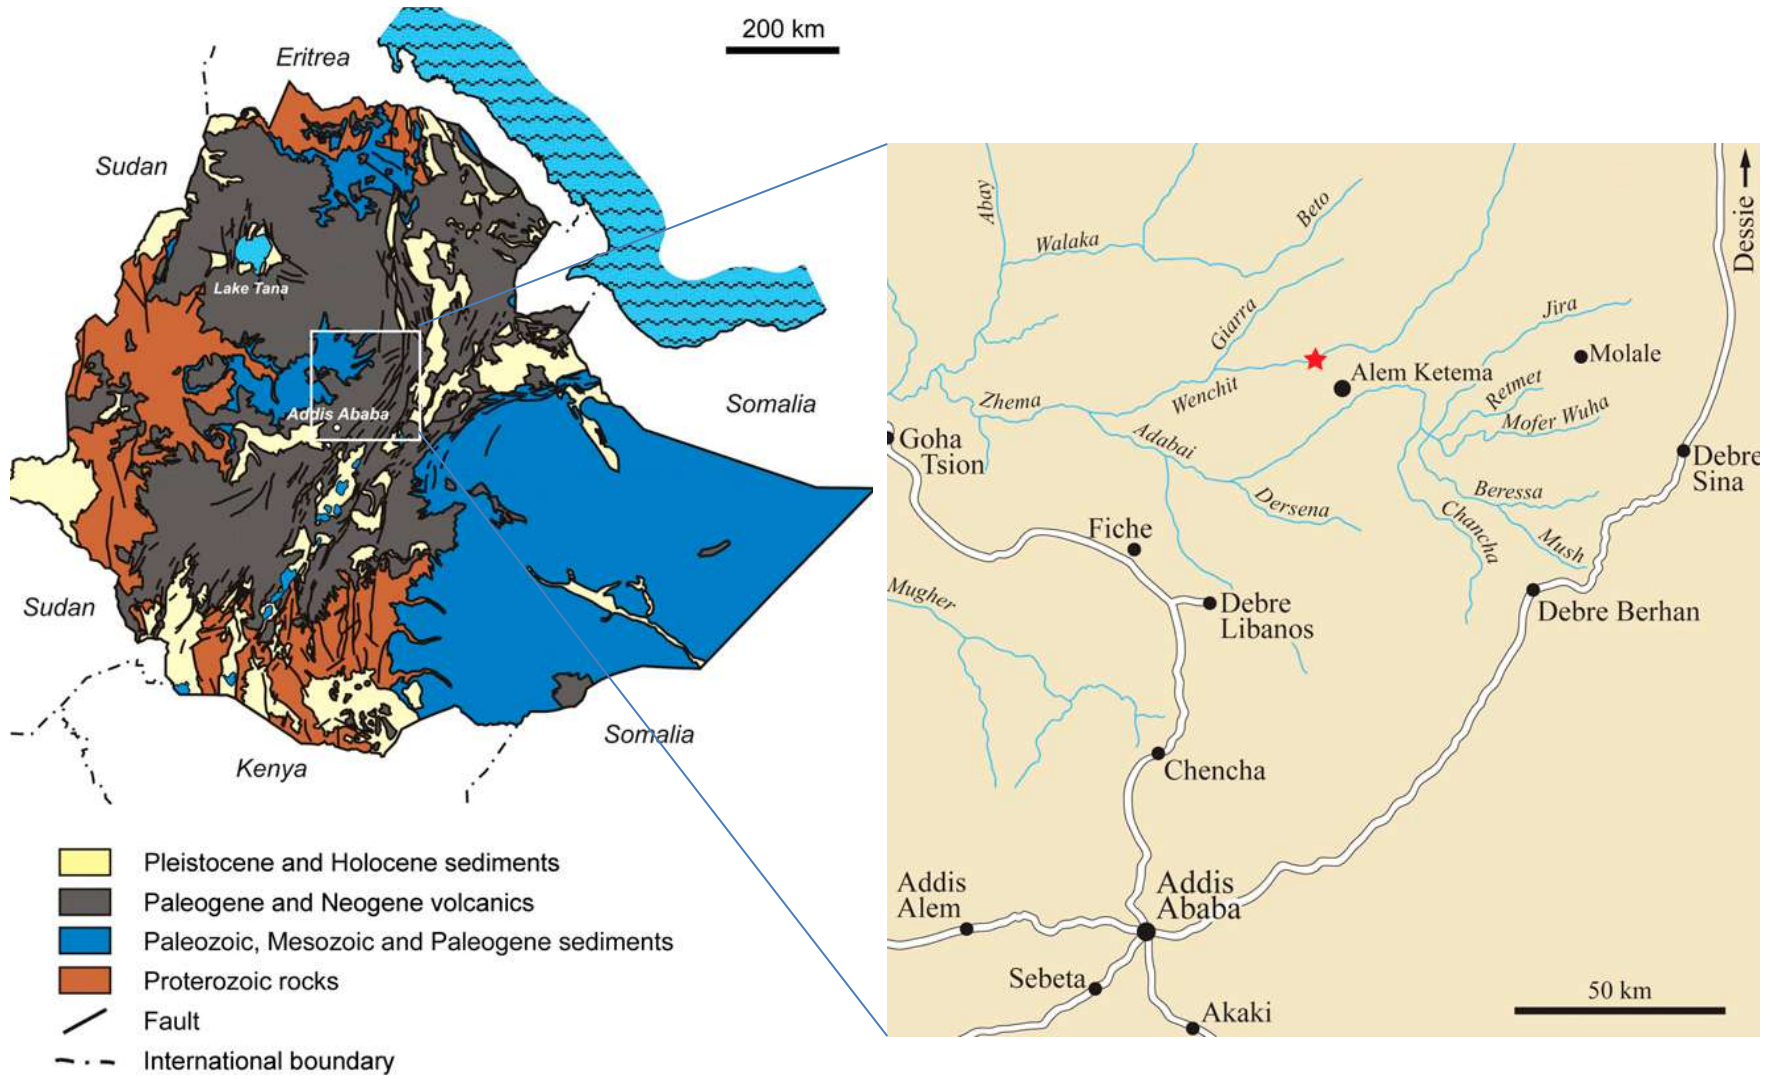 200 km
Eritrea
Sudan
Lake Tana
Addis Ababa
Somalia
Sudan
Somalia
Kenya
Pleistocene and Holocene sediments
Paleogene and Neogene volcanics
Paleozoic, Mesozoic and Paleogene sediments
Proterozoic rocks
Fault
International boundary
Abay
Walaka
Beto
Dessie
Giarra
Jira
Molale
Alem Ketema
Wenchit
Retmet
Zhema
Mofer Wuha
Adabai
Goha
Tsion
Debre
Sina
Dersena
Beressa
Chancha
Mush
Fiche
Mugher
Debre
Libanos
Debre Berhan
Chencha
Addis
Alem
Addis
Ababa
Sebeta
Akaki
50 km